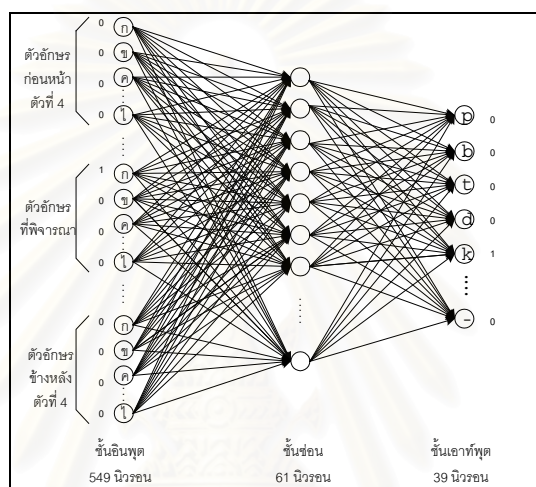 ตัวอักษร
ก่อนหน้า
ตัวที่ 4
0 ก
0 ข
0 ค
0 ไ
ตัวอักษร
ที่พิจารณา
1 ก
0 ข
0 ค
0 ไ
ตัวอักษร
ข้างหลัง
ตัวที่ 4
0 ก
0 ข
0 ค
0 ไ
p 0
b 0
t 0
d 0
k 1
- 0
ชั้นอินพุต
549 นิวรอน
ชั้นซ่อน
61 นิวรอน
ชั้นเอาท์พุต
39 นิวรอน